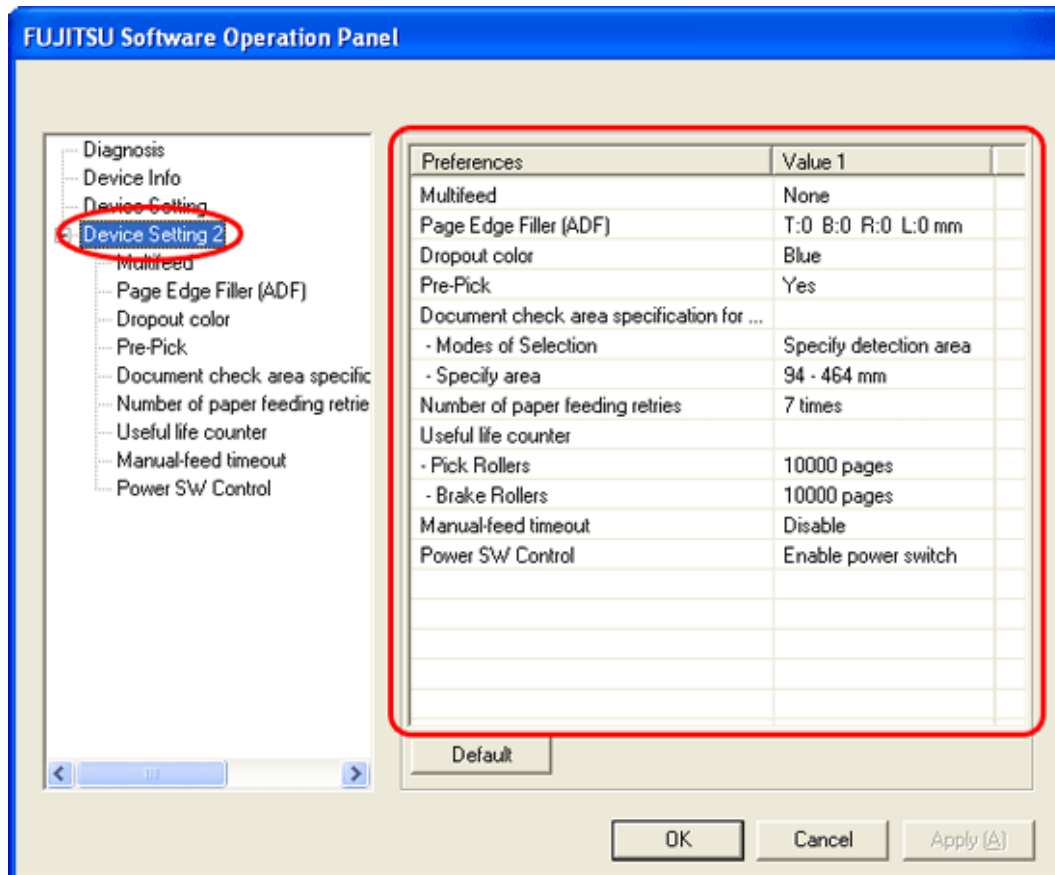 FUJITSU Software Operation Panel
Diagnosis
Device Info
Device Setting
Device Setting 2
Multifeed
Page Edge Filler (ADF)
Dropout color
Pre-Pick
Document check area specific
Number of paper feeding retrie
Useful life counter
Manual-feed timeout
Power SW Control
Preferences Value 1
Multifeed None
Page Edge Filler (ADF) T:0 B:0 R:0 L:0 mm
Dropout color Blue
Pre-Pick Yes
Document check area specification for ...
- Modes of Selection Specify detection area
- Specify area 94 - 464 mm
Number of paper feeding retries 7 times
Useful life counter
- Pick Rollers 10000 pages
- Brake Rollers 10000 pages
Manual-feed timeout Disable
Power SW Control Enable power switch
Default
OK Cancel Apply (A)